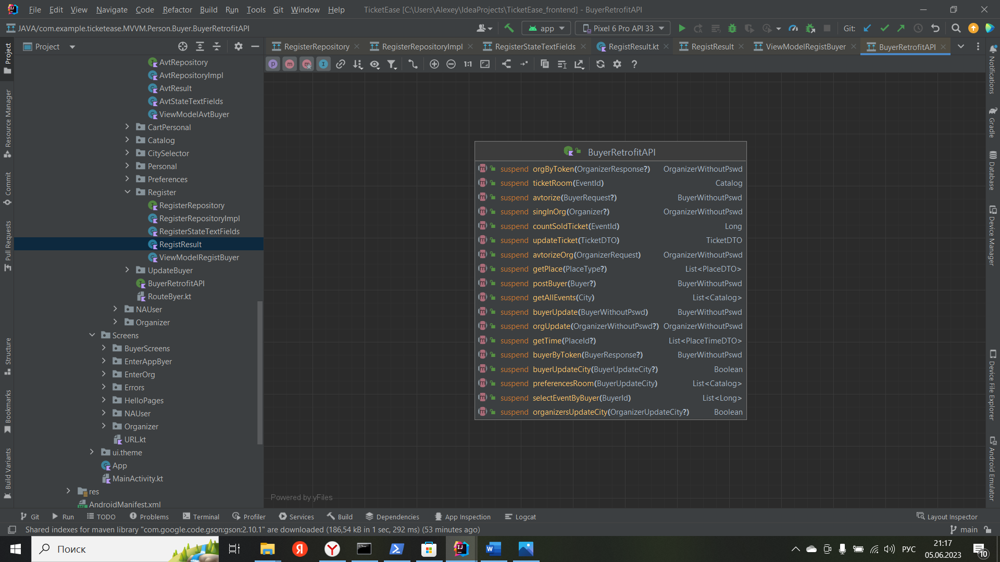 File Edit View Navigate Code Refactor Build Run Tools Git Window Help TicketEase [C:\Users\Alexey\IdeaProjects\TicketEase_frontend] - BuyerRetrofitAPI
JAVA/com.example.ticketease.MVVM.Person.Buyer.BuyerRetrofitAPI app Pixel 6 Pro API 33 Git:
Project RegisterRepository RegisterRepositoryImpl RegisterStateTextFields RegistResult.kt RegistResult ViewModelRegistBuyer BuyerRetrofitAPI
1:1
Project
Resource Manager
Commit
Pull Requests
Structure
Bookmarks
Build Variants
AvtRepository
AvtRepositoryImpl
AvtResult
AvtStateTextFields
ViewModelAvtBuyer
CartPersonal
Catalog
CitySelector
Personal
Preferences
Register
RegisterRepository
RegisterRepositoryImpl
RegisterStateTextFields
RegistResult
ViewModelRegistBuyer
UpdateBuyer
BuyerRetrofitAPI
RouteByer.kt
NAUser
Organizer
Screens
BuyerScreens
EnterAppByer
EnterOrg
Errors
HelloPages
NAUser
Organizer
URL.kt
ui.theme
App
MainActivity.kt
res
AndroidManifest.xml
BuyerRetrofitAPI
suspend orgByToken(OrganizerResponse?) OrganizerWithoutPswd
suspend ticketRoom(EventId) Catalog
suspend avtorize(BuyerRequest?) BuyerWithoutPswd
suspend singInOrg(Organizer?) OrganizerWithoutPswd
suspend countSoldTicket(EventId) Long
suspend updateTicket(TicketDTO) TicketDTO
suspend avtorizeOrg(OrganizerRequest) OrganizerWithoutPswd
suspend getPlace(PlaceType?) List<PlaceDTO>
suspend postBuyer(Buyer?) BuyerWithoutPswd
suspend getAllEvents(City) List<Catalog>
suspend buyerUpdate(BuyerWithoutPswd) BuyerWithoutPswd
suspend orgUpdate(OrganizerWithoutPswd?) OrganizerWithoutPswd
suspend getTime(PlaceId?) List<PlaceTimeDTO>
suspend buyerByToken(BuyerResponse?) BuyerWithoutPswd
suspend buyerUpdateCity(BuyerUpdateCity?) Boolean
suspend preferencesRoom(BuyerUpdateCity) List<Catalog>
suspend selectEventByBuyer(BuyerId) List<Long>
suspend organizersUpdateCity(OrganizerUpdateCity?) Boolean
Powered by yFiles
Notifications
Gradle
Database
Device Manager
Device File Explorer
Android Emulator
Git Run TODO Problems Terminal Profiler Services Build Dependencies App Inspection Logcat Layout Inspector
Shared indexes for maven library "com.google.code.gson:gson:2.10.1" are downloaded (186,54 kB in 1 sec, 292 ms) (53 minutes ago) main
Поиск РУС 21:17
05.06.2023 10